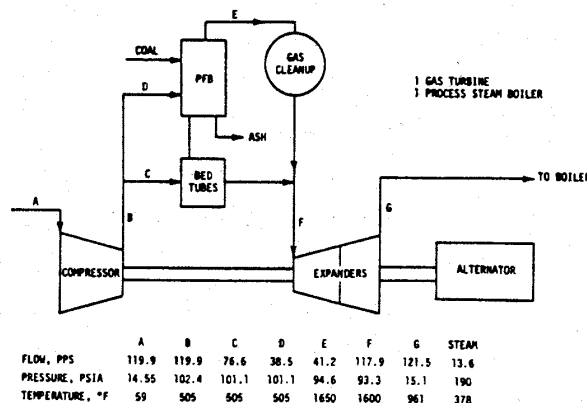 E
COAL
PFB
GAS
CLEANUP
D
1 GAS TURBINE
1 PROCESS STEAM BOILER
ASH
C
BED
TUBES
TO BOILER
A
B
F
G
COMPRESSOR
EXPANDERS
ALTERNATOR
A B C D E F G STEAM
FLOW, PPS 119.9 119.9 76.6 38.5 41.2 117.9 121.5 13.6
PRESSURE, PSIA 14.55 102.4 101.1 101.1 94.6 93.3 15.1 190
TEMPERATURE, °F 59 505 505 505 1650 1600 961 378